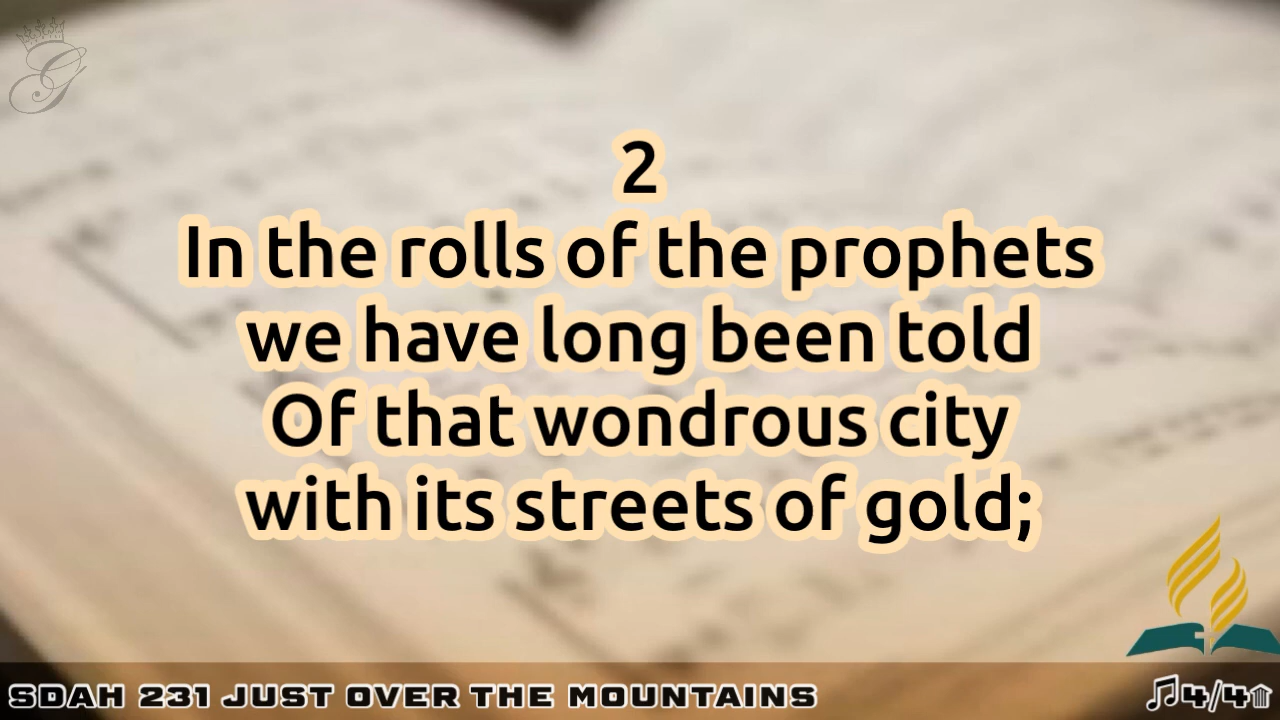 2
In the rolls of the prophets
we have long been told
Of that wondrous city
with its streets of gold;
SDAH 231 JUST OVER THE MOUNTAINS
4/4
G